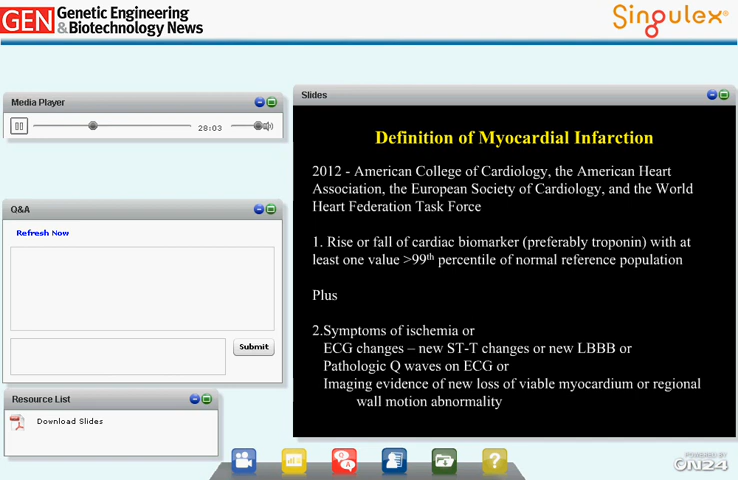 GEN Genetic Engineering
& Biotechnology News
Singulex®
Media Player
28:03
Q&A
Refresh Now
Submit
Resource List
Download Slides
Slides
Definition of Myocardial Infarction
2012 - American College of Cardiology, the American Heart
Association, the European Society of Cardiology, and the World
Heart Federation Task Force
1. Rise or fall of cardiac biomarker (preferably troponin) with at
least one value >99th percentile of normal reference population
Plus
2.Symptoms of ischemia or
ECG changes – new ST-T changes or new LBBB or
Pathologic Q waves on ECG or
Imaging evidence of new loss of viable myocardium or regional
wall motion abnormality
Q
A
?
POWERED BY
ON24